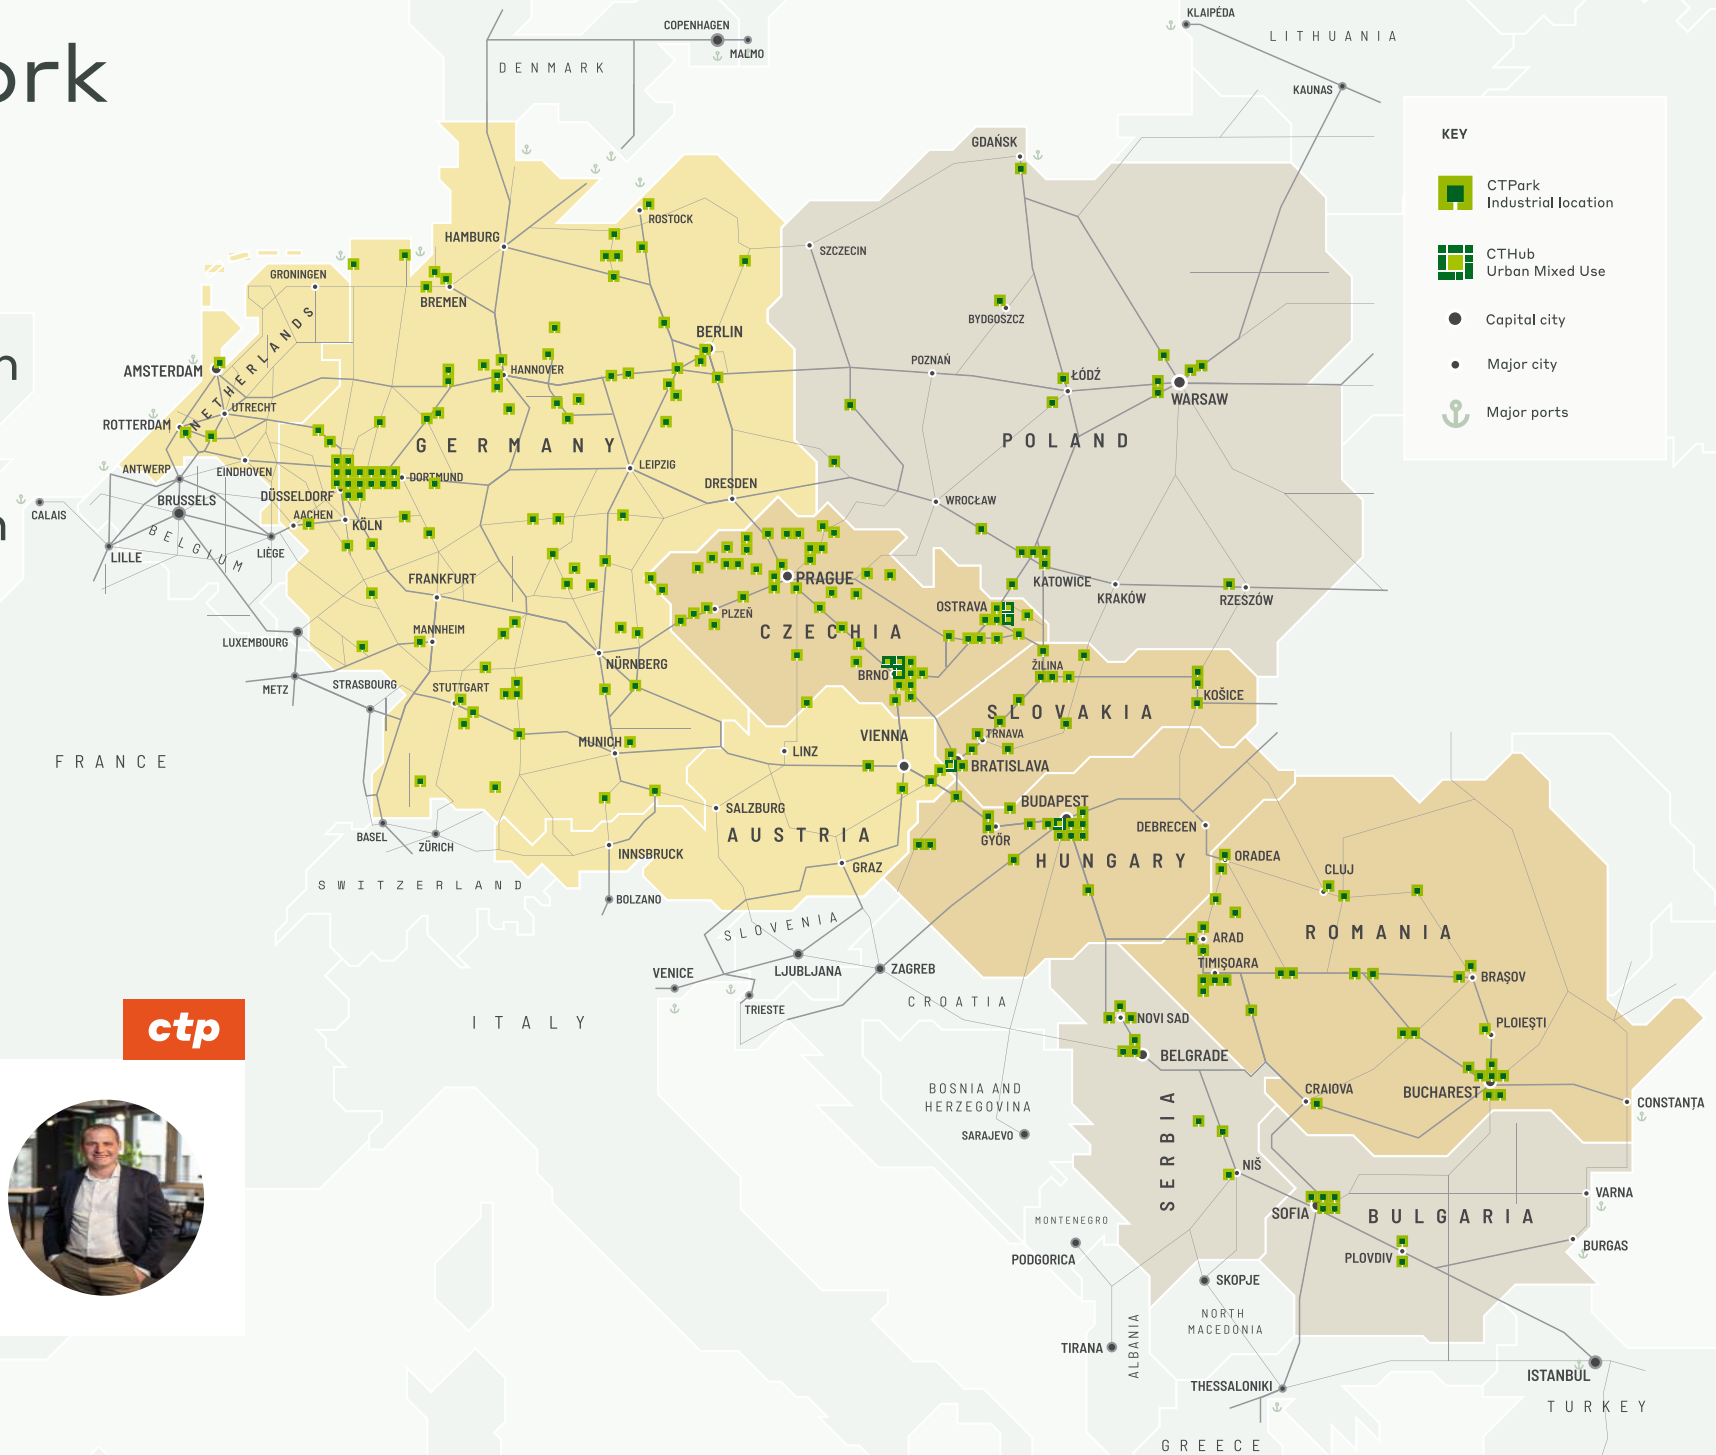 ork
n
n
ctp
KEY
CTPark
Industrial location
CTHub
Urban Mixed Use
Capital city
Major city
Major ports
COPENHAGEN
MALMO
DENMARK
KLAIPÉDA
LITHUANIA
KAUNAS
GDAŃSK
ROSTOCK
HAMBURG
SZCZECIN
GRONINGEN
BREMEN
BYDGOSZCZ
BERLIN
NETHERLANDS
AMSTERDAM
HANNOVER
POZNAŃ
ŁÓDŹ
WARSAW
UTRECHT
ROTTERDAM
GERMANY
POLAND
ANTWERP
EINDHOVEN
DORTMUND
LEIPZIG
DRESDEN
DÜSSELDORF
BRUSSELS
WROCŁAW
CALAIS
AACHEN
KÖLN
BELGIUM
LILLE
LIÈGE
FRANKFURT
PRAGUE
KATOWICE
KRAKÓW
RZESZÓW
OSTRAVA
PLZEŇ
CZECHIA
LUXEMBOURG
MANNHEIM
NÜRNBERG
ŽILINA
BRNO
METZ
STRASBOURG
STUTTGART
KOŠICE
SLOVAKIA
FRANCE
MUNICH
LINZ
VIENNA
TRNAVA
BRATISLAVA
SALZBURG
BUDAPEST
BASEL
ZÜRICH
AUSTRIA
GYŐR
DEBRECEN
INNSBRUCK
GRAZ
HUNGARY
ORADEA
CLUJ
SWITZERLAND
BOLZANO
SLOVENIA
ROMANIA
ARAD
TIMIȘOARA
VENICE
LJUBLJANA
ZAGREB
BRAȘOV
TRIESTE
CROATIA
ITALY
NOVI SAD
PLOIEȘTI
BELGRADE
BOSNIA AND
HERZEGOVINA
CRAIOVA
BUCHAREST
CONSTANȚA
SARAJEVO
SERBIA
NIŠ
VARNA
MONTENEGRO
SOFIA
BULGARIA
PODGORICA
PLOVDIV
BURGAS
SKOPJE
NORTH
MACEDONIA
TIRANA
ALBANIA
THESSALONIKI
ISTANBUL
TURKEY
GREECE